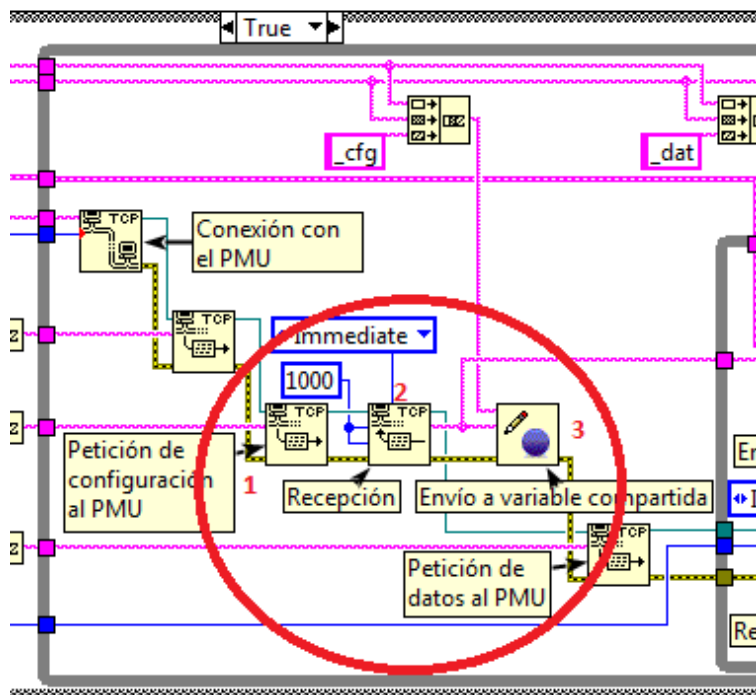 True
_cfg
_dat
TCP
Conexión con
el PMU
TCP
Immediate
1000
2
TCP
TCP
3
Petición de
configuración
al PMU
1
Recepción
Envío a variable compartida
TCP
Petición de
datos al PMU